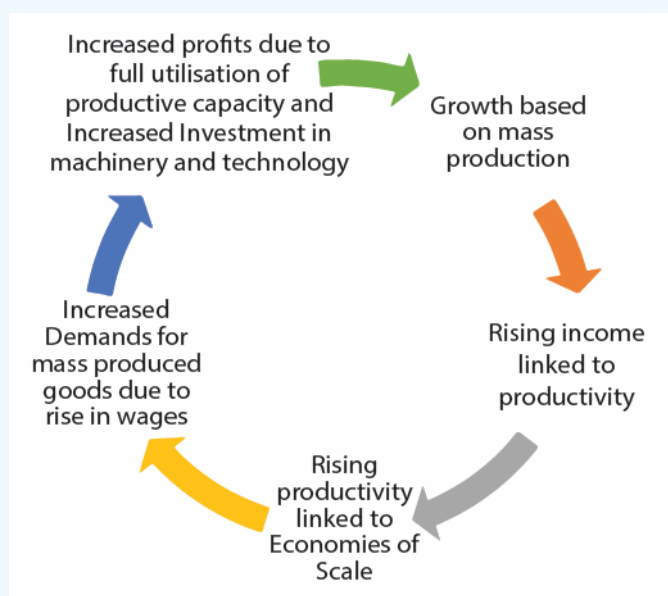 Increased profits due to
full utilisation of
productive capacity and
Increased Investment in
machinery and technology
Growth based
on mass
production
Rising income
linked to
productivity
Rising
productivity
linked to
Economies of
Scale
Increased
Demands for
mass produced
goods due to
rise in wages